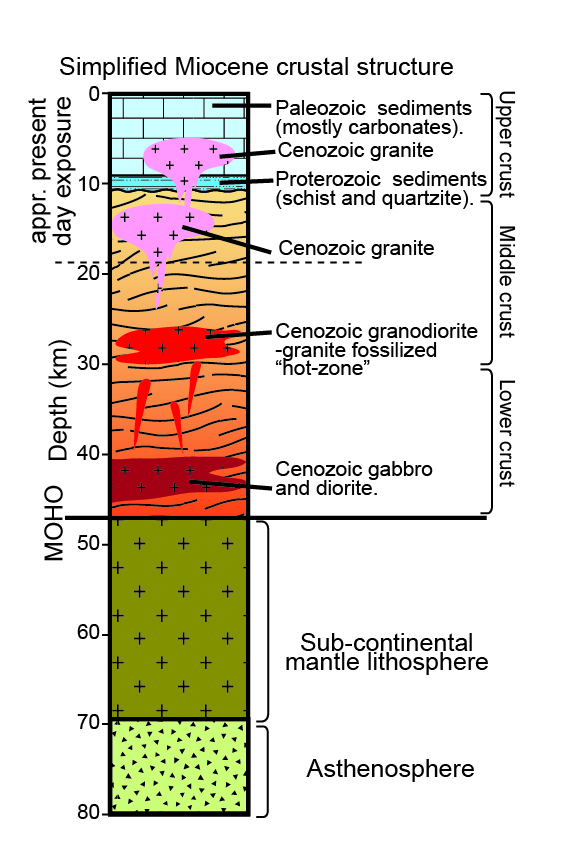 Simplified Miocene crustal structure
0
10
20
30
40
50
60
70
80
appr. present
day exposure
Depth (km)
MOHO
Paleozoic sediments
(mostly carbonates).
Cenozoic granite
Proterozoic sediments
(schist and quartzite).
Cenozoic granite
Cenozoic granodiorite
-granite fossilized
“hot-zone”
Cenozoic gabbro
and diorite.
Upper crust
Middle crust
Lower crust
Sub-continental
mantle lithosphere
Asthenosphere